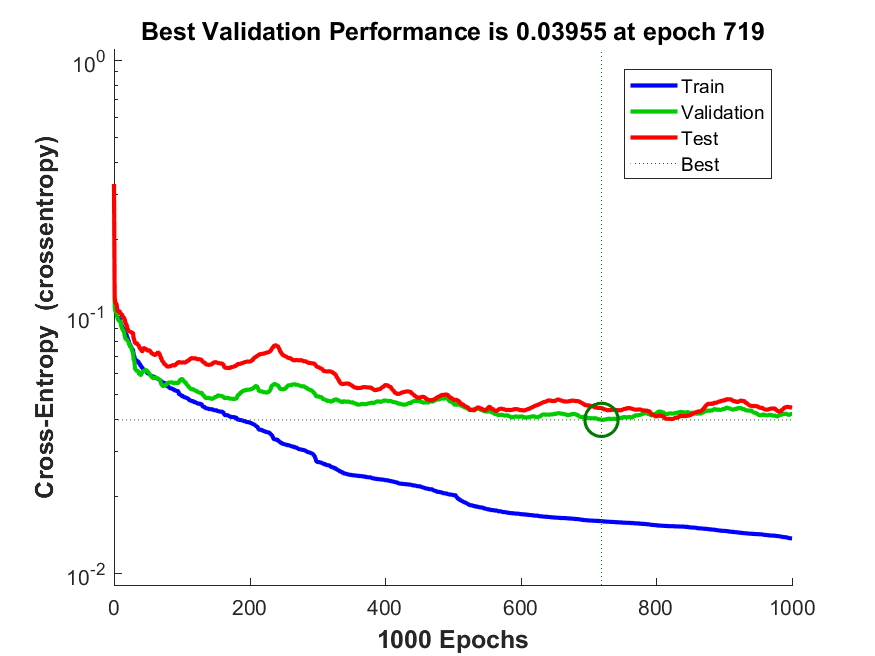 Best Validation Performance is 0.03955 at epoch 719
Cross-Entropy (crossentropy)
10^0
10^-1
10^-2
Train
Validation
Test
Best
0 200 400 600 800 1000
1000 Epochs